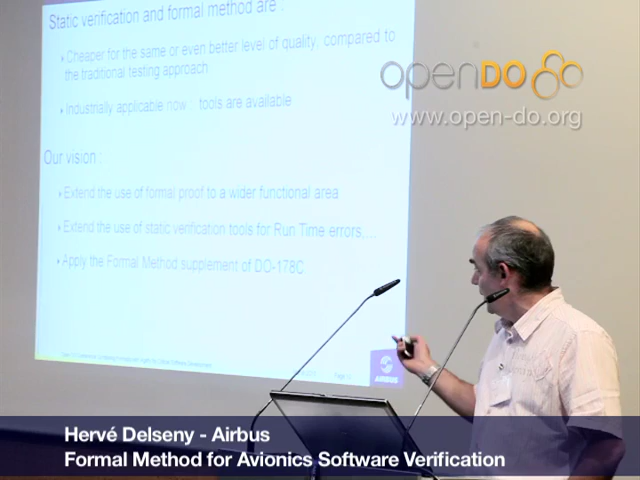 Static verification and formal method are :
Cheaper for the same or even better level of quality, compared to
the traditional testing approach
Industrially applicable now : tools are available
Our vision :
Extend the use of formal proof to a wider functional area
Extend the use of static verification tools for Run Time errors,...
Apply the Formal Method supplement of DO-178C
AIRBUS
openDO
www.open-do.org
Hervé Delseny - Airbus
Formal Method for Avionics Software Verification